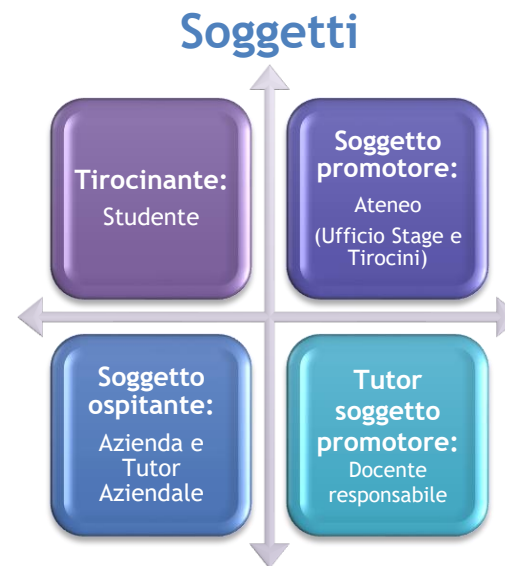 Soggetti
Tirocinante:
Studente
Soggetto
promotore:
Ateneo
(Ufficio Stage e
Tirocini)
Soggetto
ospitante:
Azienda e
Tutor
Aziendale
Tutor
soggetto
promotore:
Docente
responsabile